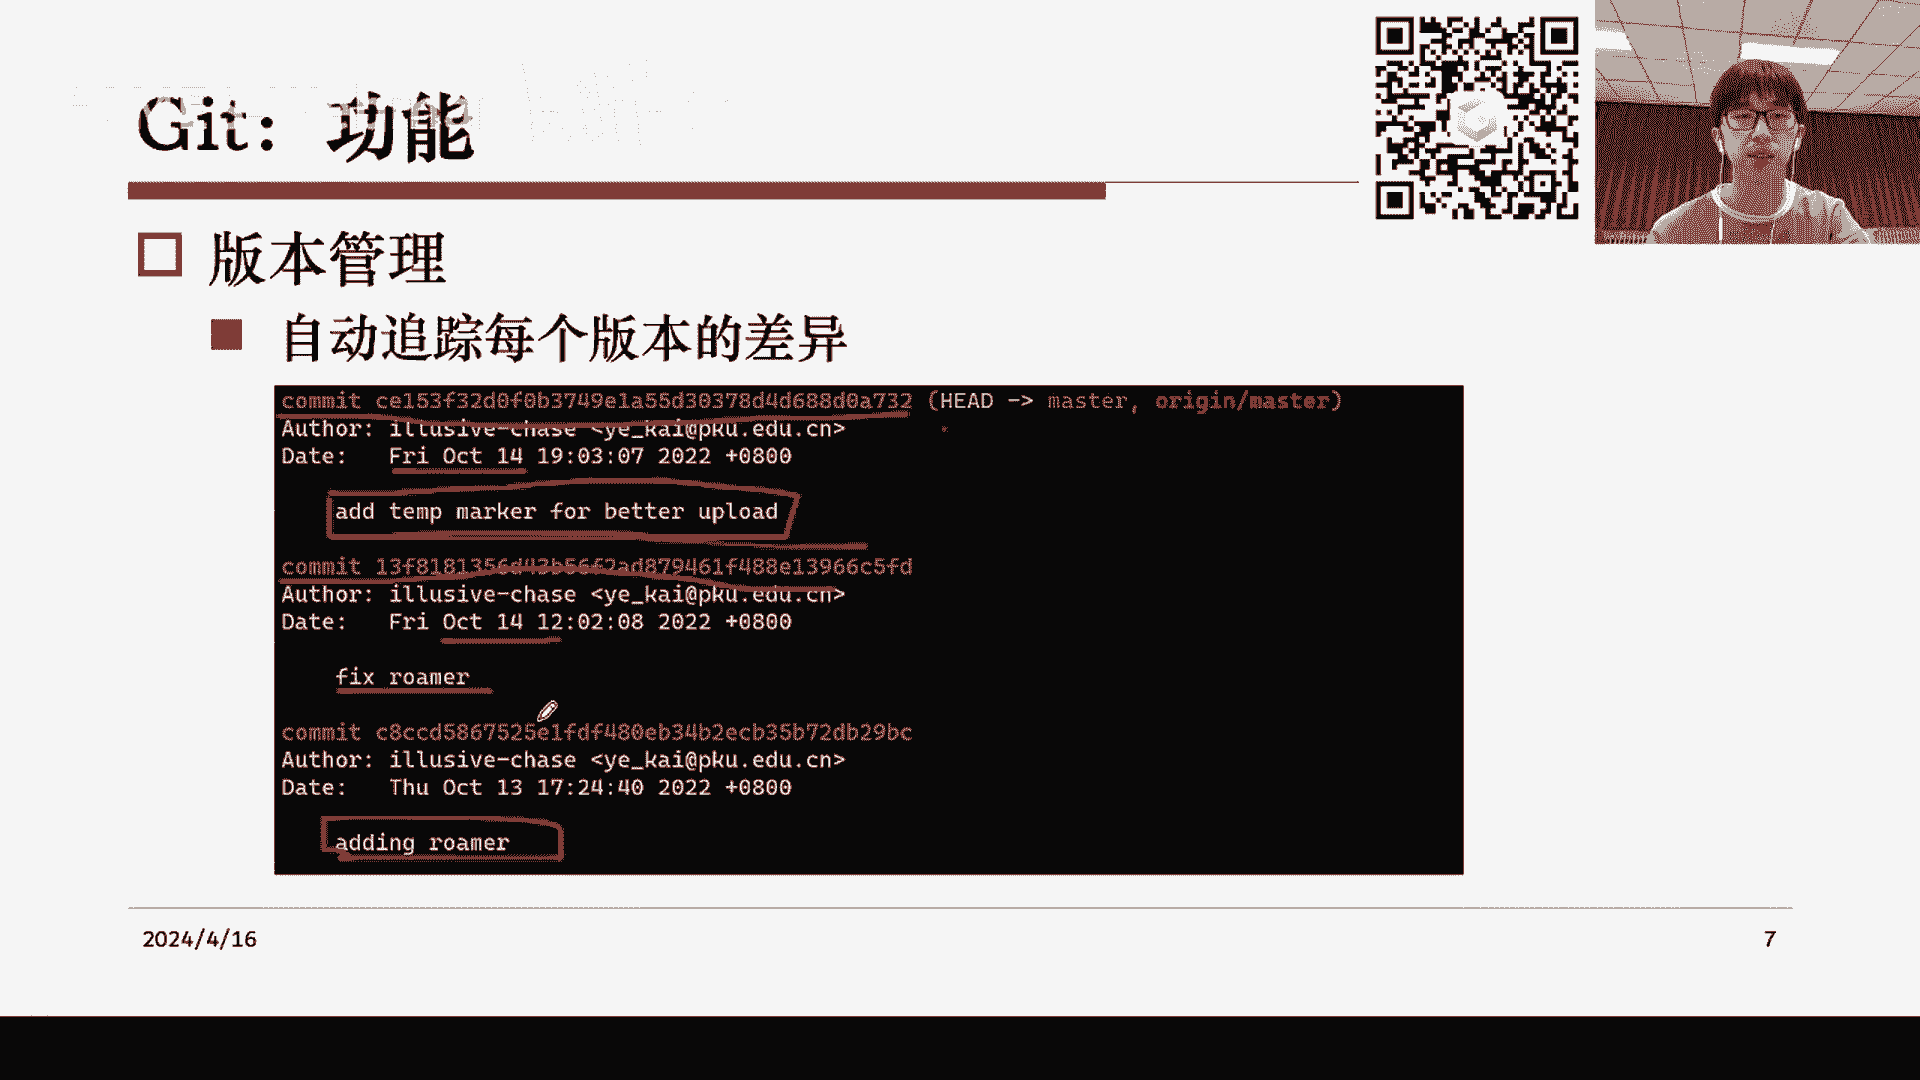 Git：功能
版本管理
自动追踪每个版本的差异
commit ce153f32d0f0b3749e1a55d30378d4d688d0a732 (HEAD -> master, origin/master)
Author: illusive-chase <ye_kai@pku.edu.cn>
Date:   Fri Oct 14 19:03:07 2022 +0800
add temp marker for better upload
commit 13f8181356d43b56f2ad879461f488e13966c5fd
Author: illusive-chase <ye_kai@pku.edu.cn>
Date:   Fri Oct 14 12:02:08 2022 +0800
fix roamer
commit c8ccd5867525e1fdf480eb34b2ecb35b72db29bc
Author: illusive-chase <ye_kai@pku.edu.cn>
Date:   Thu Oct 13 17:24:40 2022 +0800
adding roamer
2024/4/16
7